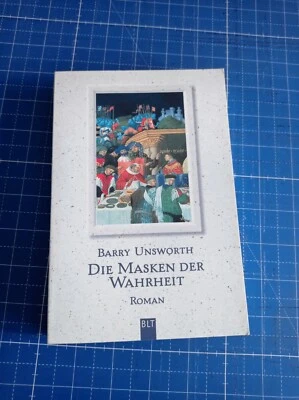 BARRY UNSWORTH
DIE MASKEN DER
WAHRHEIT
ROMAN
BLT